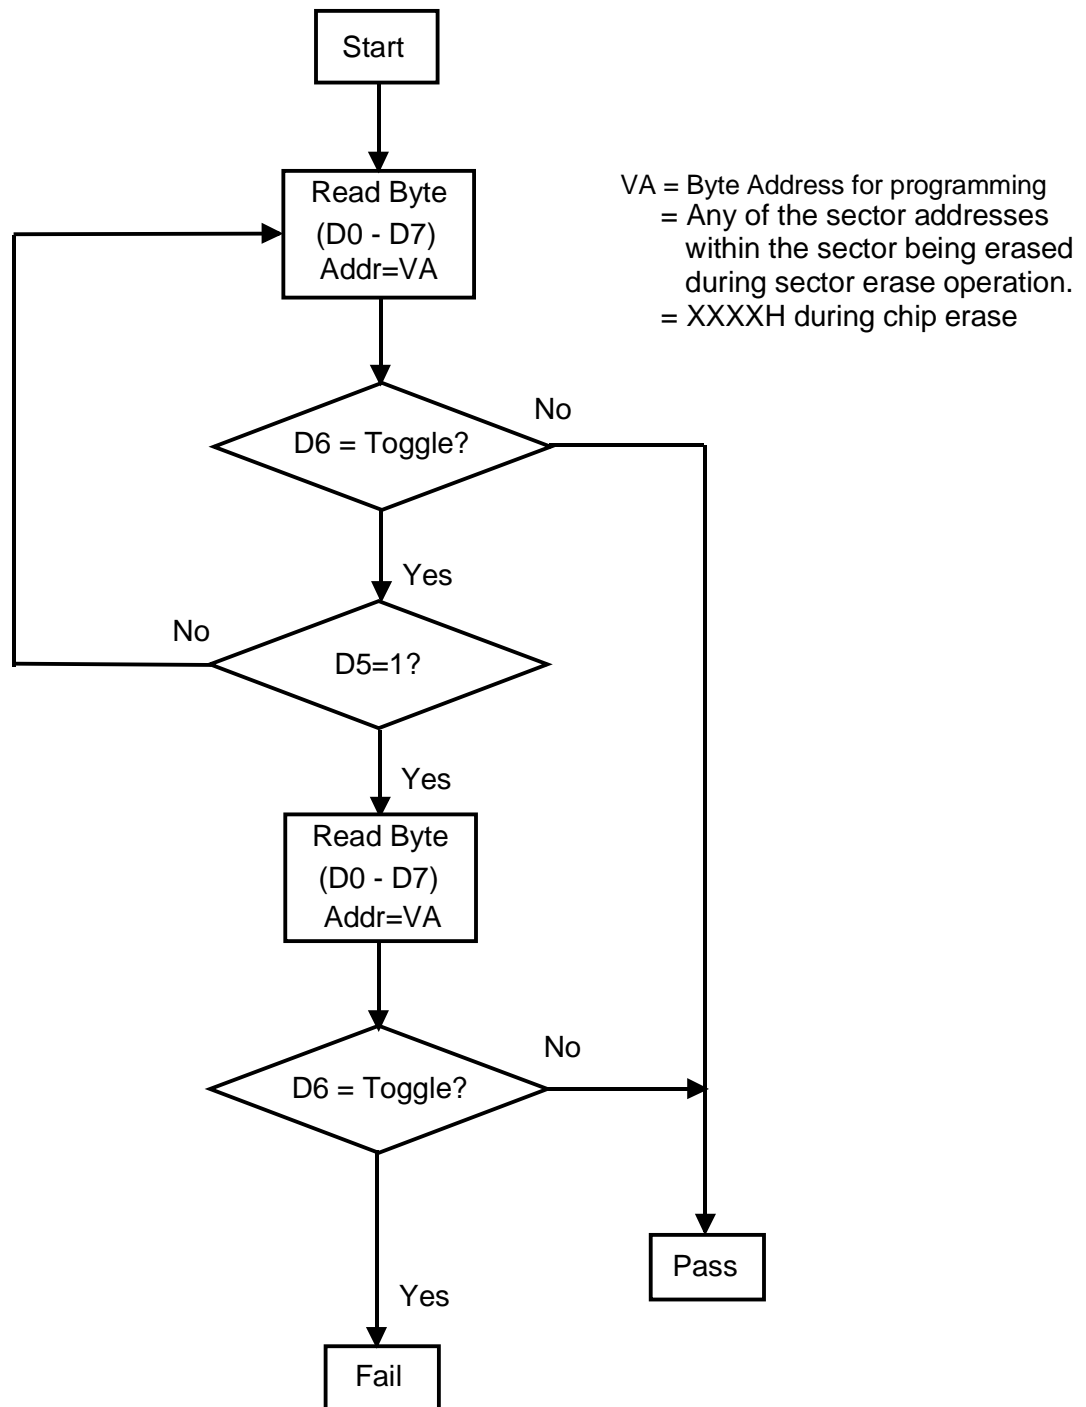 Start
Read Byte
(D0 - D7)
Addr=VA
VA = Byte Address for programming
= Any of the sector addresses
within the sector being erased
during sector erase operation.
= XXXXH during chip erase
No
D6 = Toggle?
Yes
No
D5=1?
Yes
Read Byte
(D0 - D7)
Addr=VA
No
D6 = Toggle?
Pass
Yes
Fail